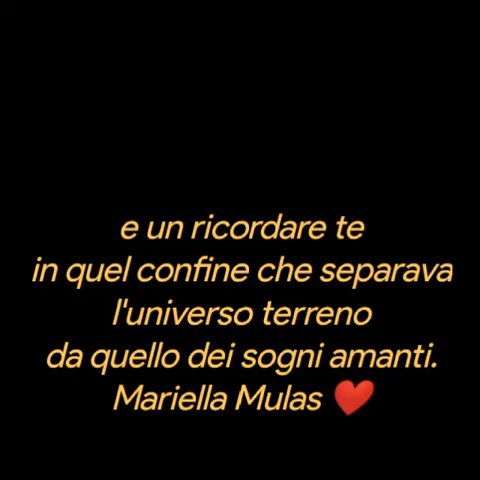 e un ricordare te
in quel confine che separava
l'universo terreno
da quello dei sogni amanti.
Mariella Mulas ❤️